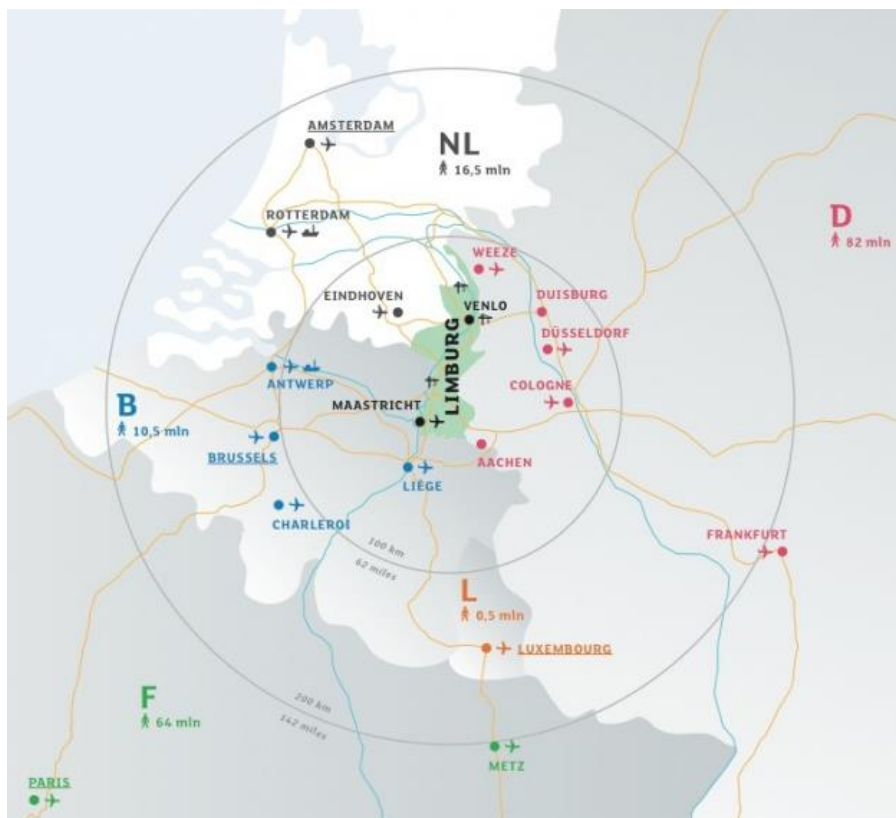 AMSTERDAM
NL
16,5 mln
ROTTERDAM
D
82 mln
WEEZE
EINDHOVEN
VENLO
DUISBURG
DÜSSELDORF
LIMBURG
ANTWERP
COLOGNE
B
10,5 mln
MAASTRICHT
BRUSSELS
AACHEN
LIÈGE
CHARLEROI
FRANKFURT
100 km
62 miles
L
0,5 mln
LUXEMBOURG
F
64 mln
200 km
142 miles
METZ
PARIS